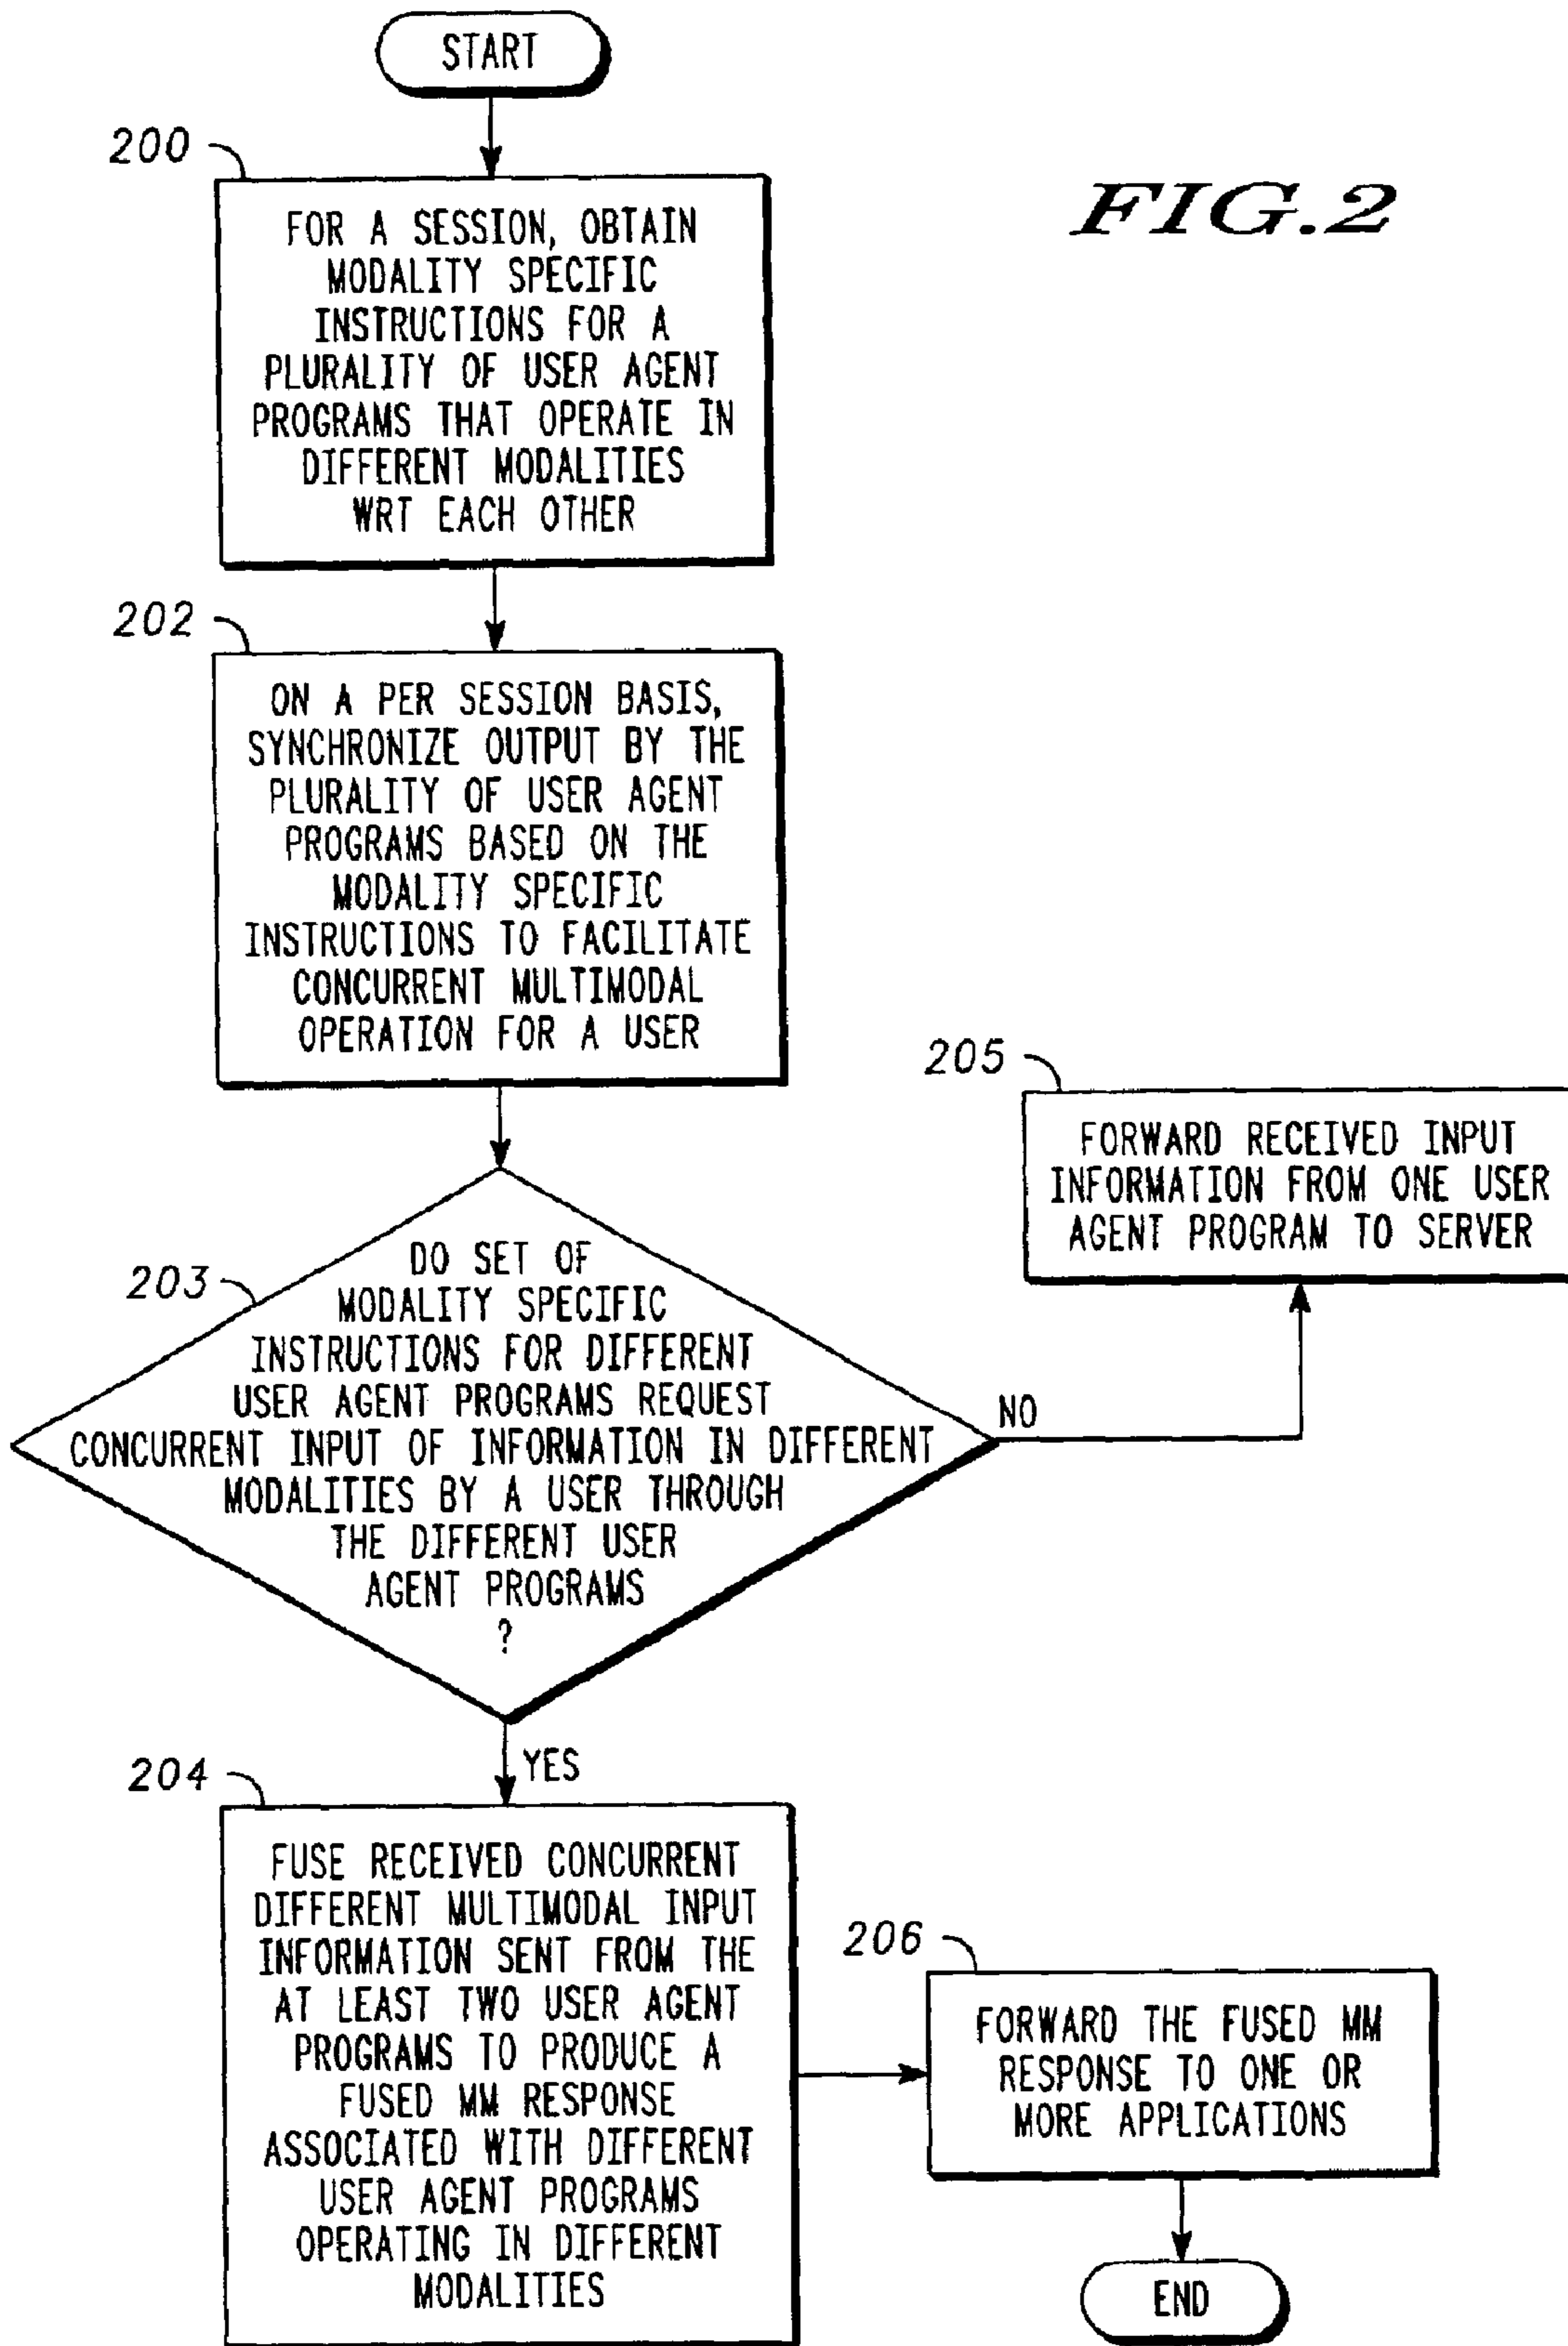 START
FIG.2
200
FOR A SESSION, OBTAIN
MODALITY SPECIFIC
INSTRUCTIONS FOR A
PLURALITY OF USER AGENT
PROGRAMS THAT OPERATE IN
DIFFERENT MODALITIES
WRT EACH OTHER
202
ON A PER SESSION BASIS,
SYNCHRONIZE OUTPUT BY THE
PLURALITY OF USER AGENT
PROGRAMS BASED ON THE
MODALITY SPECIFIC
INSTRUCTIONS TO FACILITATE
CONCURRENT MULTIMODAL
OPERATION FOR A USER
203
DO SET OF
MODALITY SPECIFIC
INSTRUCTIONS FOR DIFFERENT
USER AGENT PROGRAMS REQUEST
CONCURRENT INPUT OF INFORMATION IN DIFFERENT
MODALITIES BY A USER THROUGH
THE DIFFERENT USER
AGENT PROGRAMS
?
NO
205
FORWARD RECEIVED INPUT
INFORMATION FROM ONE USER
AGENT PROGRAM TO SERVER
YES
204
FUSE RECEIVED CONCURRENT
DIFFERENT MULTIMODAL INPUT
INFORMATION SENT FROM THE
AT LEAST TWO USER AGENT
PROGRAMS TO PRODUCE A
FUSED MM RESPONSE
ASSOCIATED WITH DIFFERENT
USER AGENT PROGRAMS
OPERATING IN DIFFERENT
MODALITIES
206
FORWARD THE FUSED MM
RESPONSE TO ONE OR
MORE APPLICATIONS
END